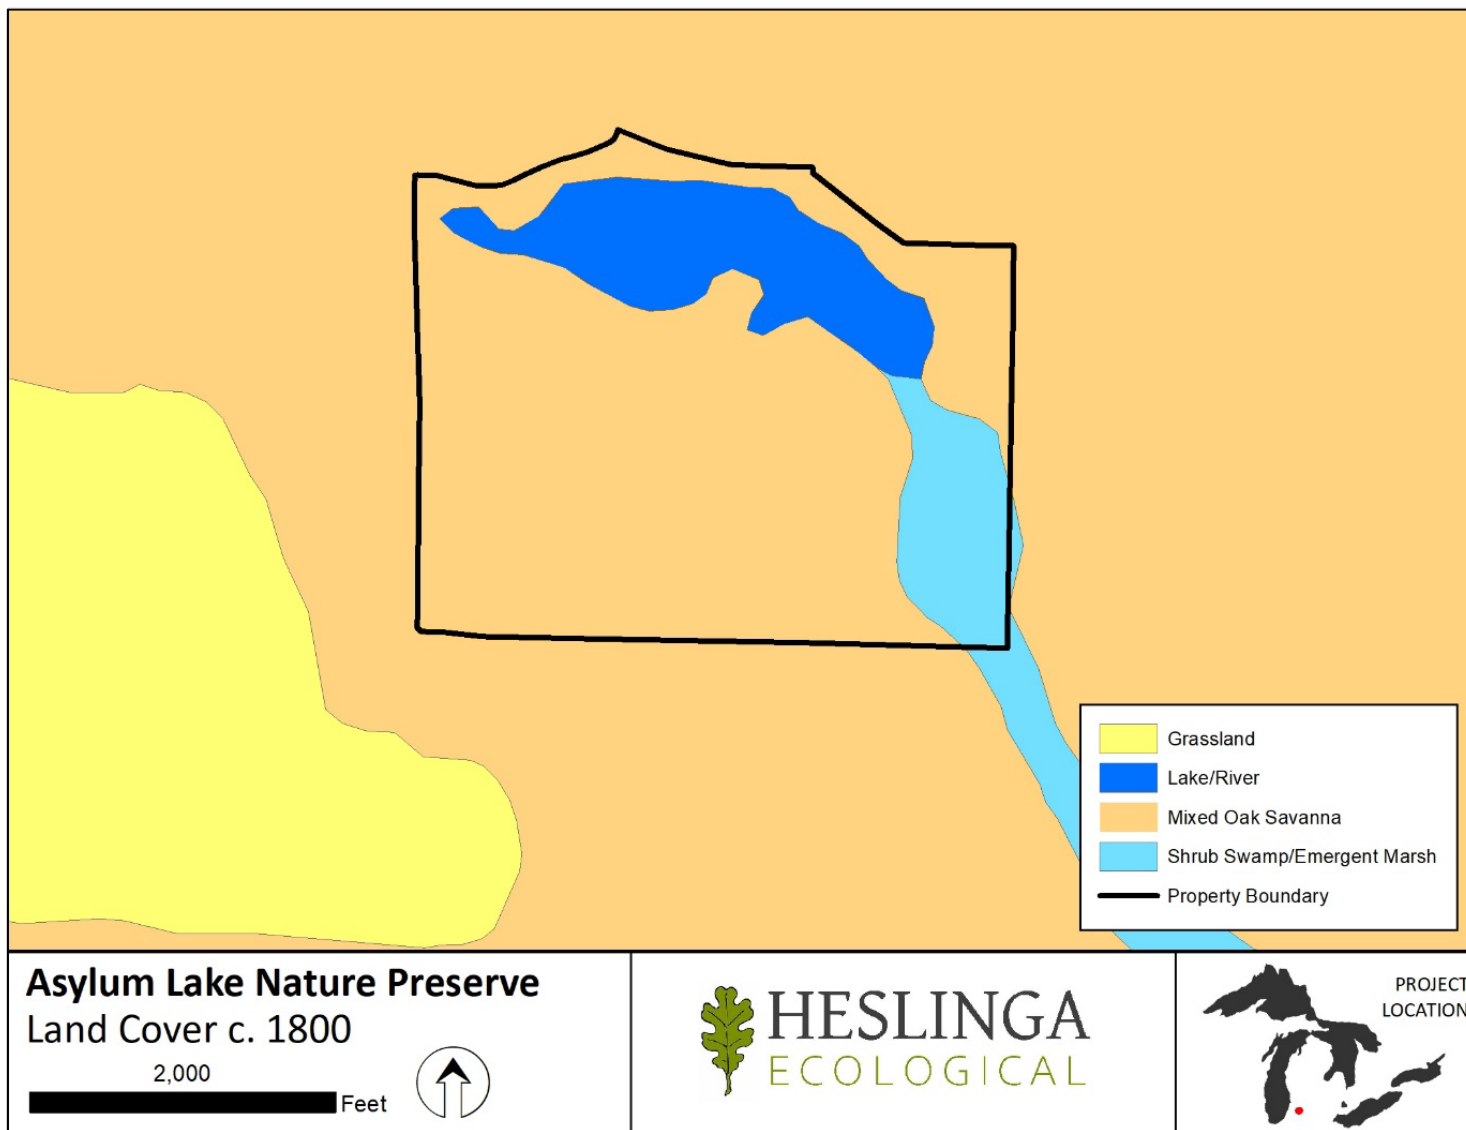 Grassland
Lake/River
Mixed Oak Savanna
Shrub Swamp/Emergent Marsh
Property Boundary
Asylum Lake Nature Preserve
Land Cover c. 1800
2,000
Feet
HESLINGA
ECOLOGICAL
PROJECT
LOCATION